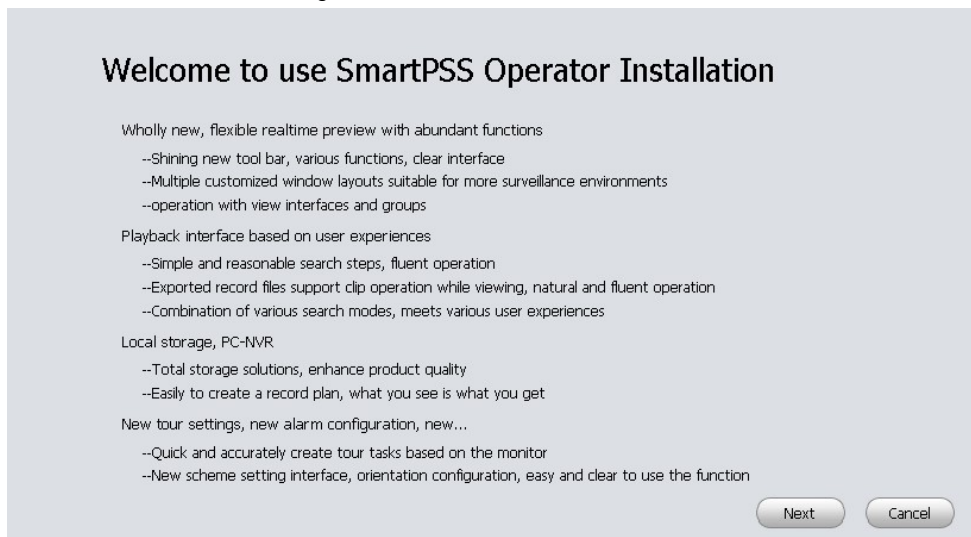 Welcome to use SmartPSS Operator Installation
Wholly new, flexible realtime preview with abundant functions
--Shining new tool bar, various functions, clear interface
--Multiple customized window layouts suitable for more surveillance environments
--operation with view interfaces and groups
Playback interface based on user experiences
--Simple and reasonable search steps, fluent operation
--Exported record files support clip operation while viewing, natural and fluent operation
--Combination of various search modes, meets various user experiences
Local storage, PC-NVR
--Total storage solutions, enhance product quality
--Easily to create a record plan, what you see is what you get
New tour settings, new alarm configuration, new...
--Quick and accurately create tour tasks based on the monitor
--New scheme setting interface, orientation configuration, easy and clear to use the function
Next Cancel